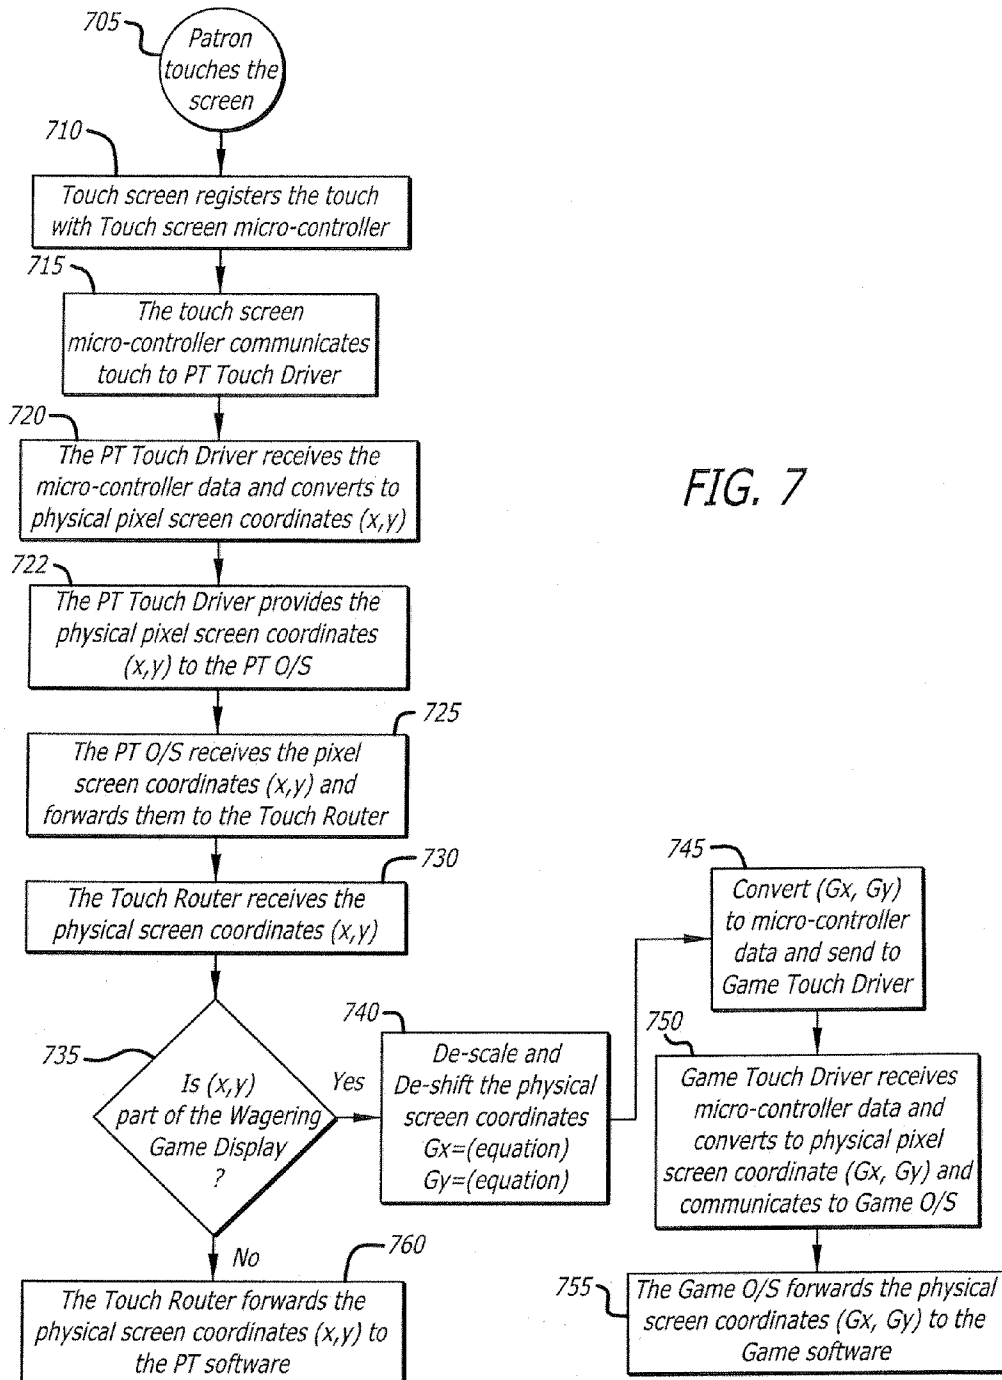 705
Patron
touches the
screen
710
Touch screen registers the touch
with Touch screen micro-controller
715
The touch screen
micro-controller communicates
touch to PT Touch Driver
720
The PT Touch Driver receives the
micro-controller data and converts to
physical pixel screen coordinates (x,y)
FIG. 7
722
The PT Touch Driver provides the
physical pixel screen coordinates
(x,y) to the PT O/S
725
The PT O/S receives the pixel
screen coordinates (x,y) and
forwards them to the Touch Router
730
The Touch Router receives the
physical screen coordinates (x,y)
735
Is (x,y)
part of the Wagering
Game Display
?
Yes
740
De-scale and
De-shift the physical
screen coordinates
Gx=(equation)
Gy=(equation)
745
Convert (Gx, Gy)
to micro-controller
data and send to
Game Touch Driver
750
Game Touch Driver receives
micro-controller data and
converts to physical pixel
screen coordinate (Gx, Gy) and
communicates to Game O/S
755
The Game O/S forwards the physical
screen coordinates (Gx, Gy) to the
Game software
No
760
The Touch Router forwards the
physical screen coordinates (x,y) to
the PT software